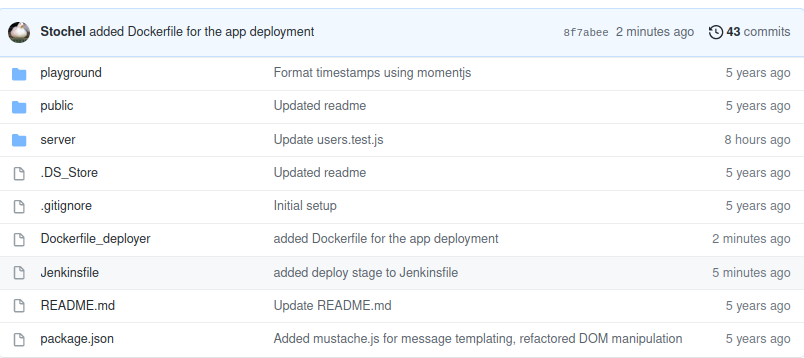 Stochel added Dockerfile for the app deployment 8f7abee 2 minutes ago 43 commits
playground Format timestamps using momentjs 5 years ago
public Updated readme 5 years ago
server Update users.test.js 8 hours ago
.DS_Store Updated readme 5 years ago
.gitignore Initial setup 5 years ago
Dockerfile_deployer added Dockerfile for the app deployment 2 minutes ago
Jenkinsfile added deploy stage to Jenkinsfile 5 minutes ago
README.md Update README.md 5 years ago
package.json Added mustache.js for message templating, refactored DOM manipulation 5 years ago